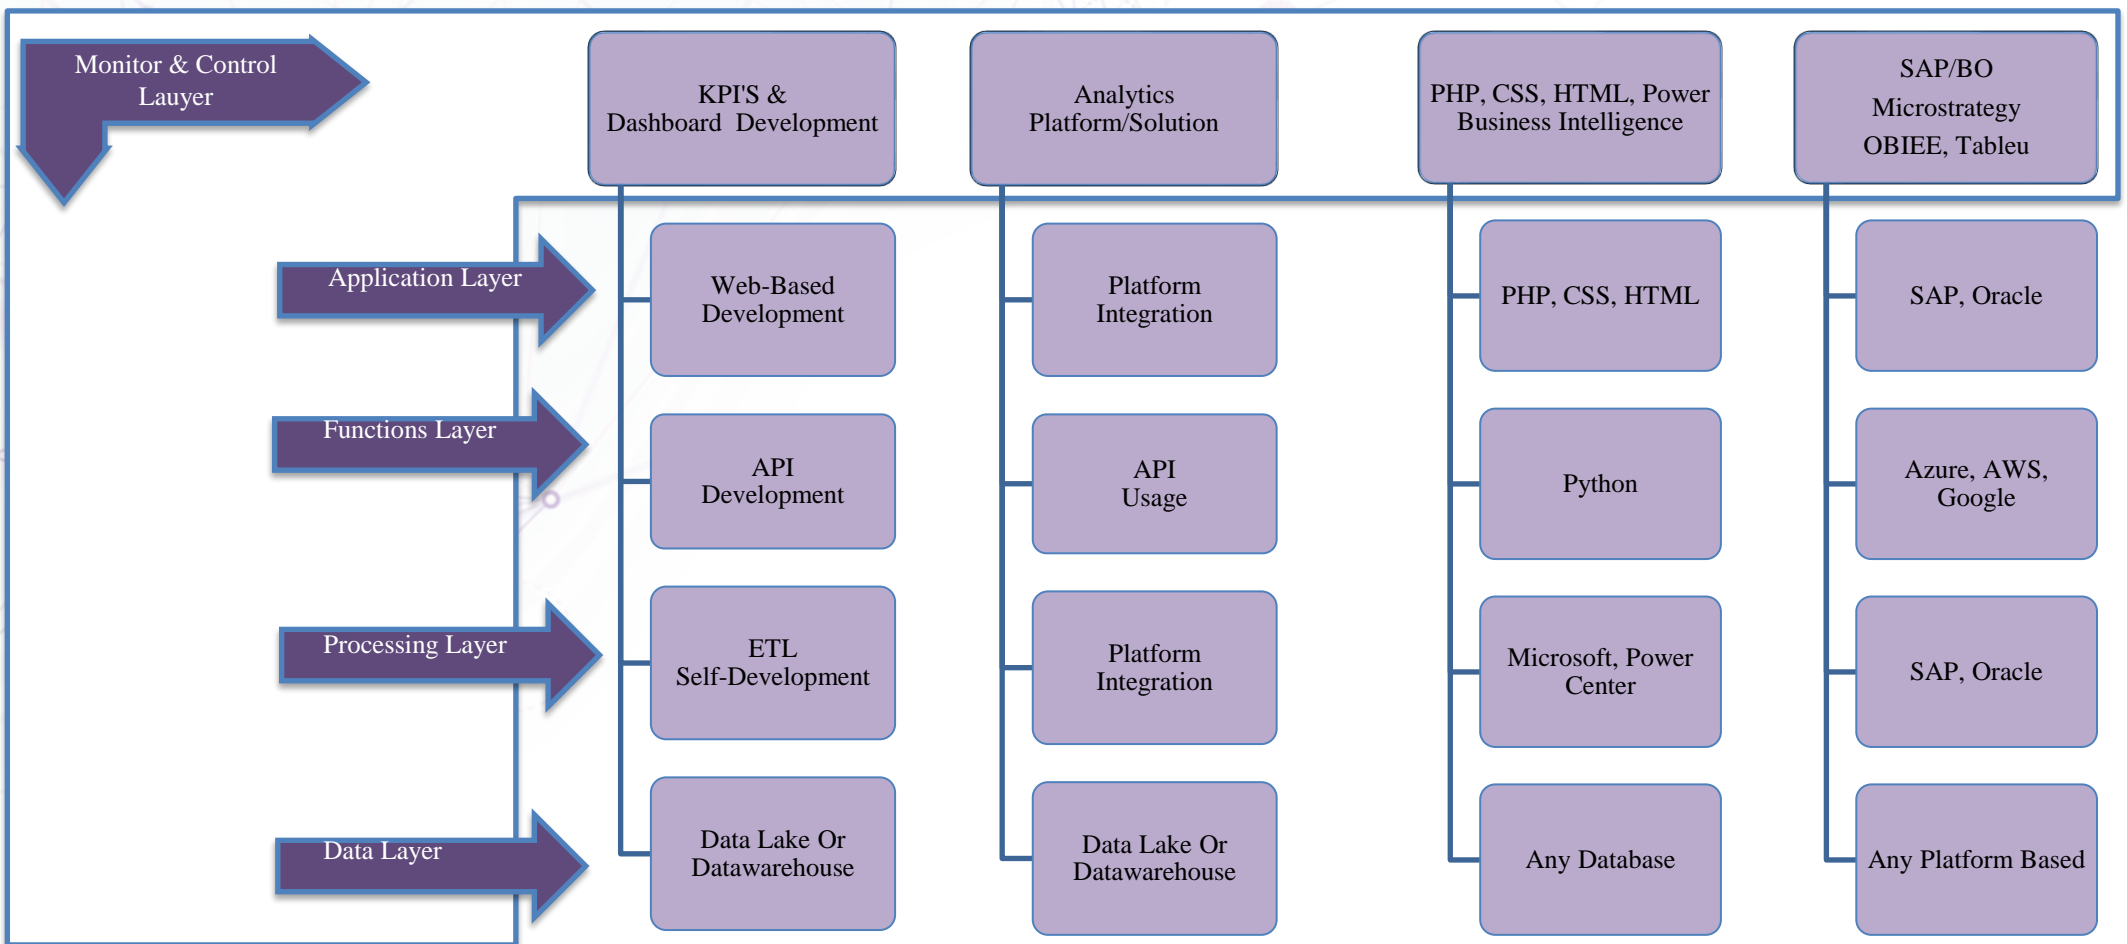 Monitor & Control
Lauyer
KPI'S &
Dashboard Development
Analytics
Platform/Solution
PHP, CSS, HTML, Power
Business Intelligence
SAP/BO
Microstrategy
OBIEE, Tableu
Application Layer
Web-Based
Development
Platform
Integration
PHP, CSS, HTML
SAP, Oracle
Functions Layer
API
Development
API
Usage
Python
Azure, AWS,
Google
Processing Layer
ETL
Self-Development
Platform
Integration
Microsoft, Power
Center
SAP, Oracle
Data Layer
Data Lake Or
Datawarehouse
Data Lake Or
Datawarehouse
Any Database
Any Platform Based